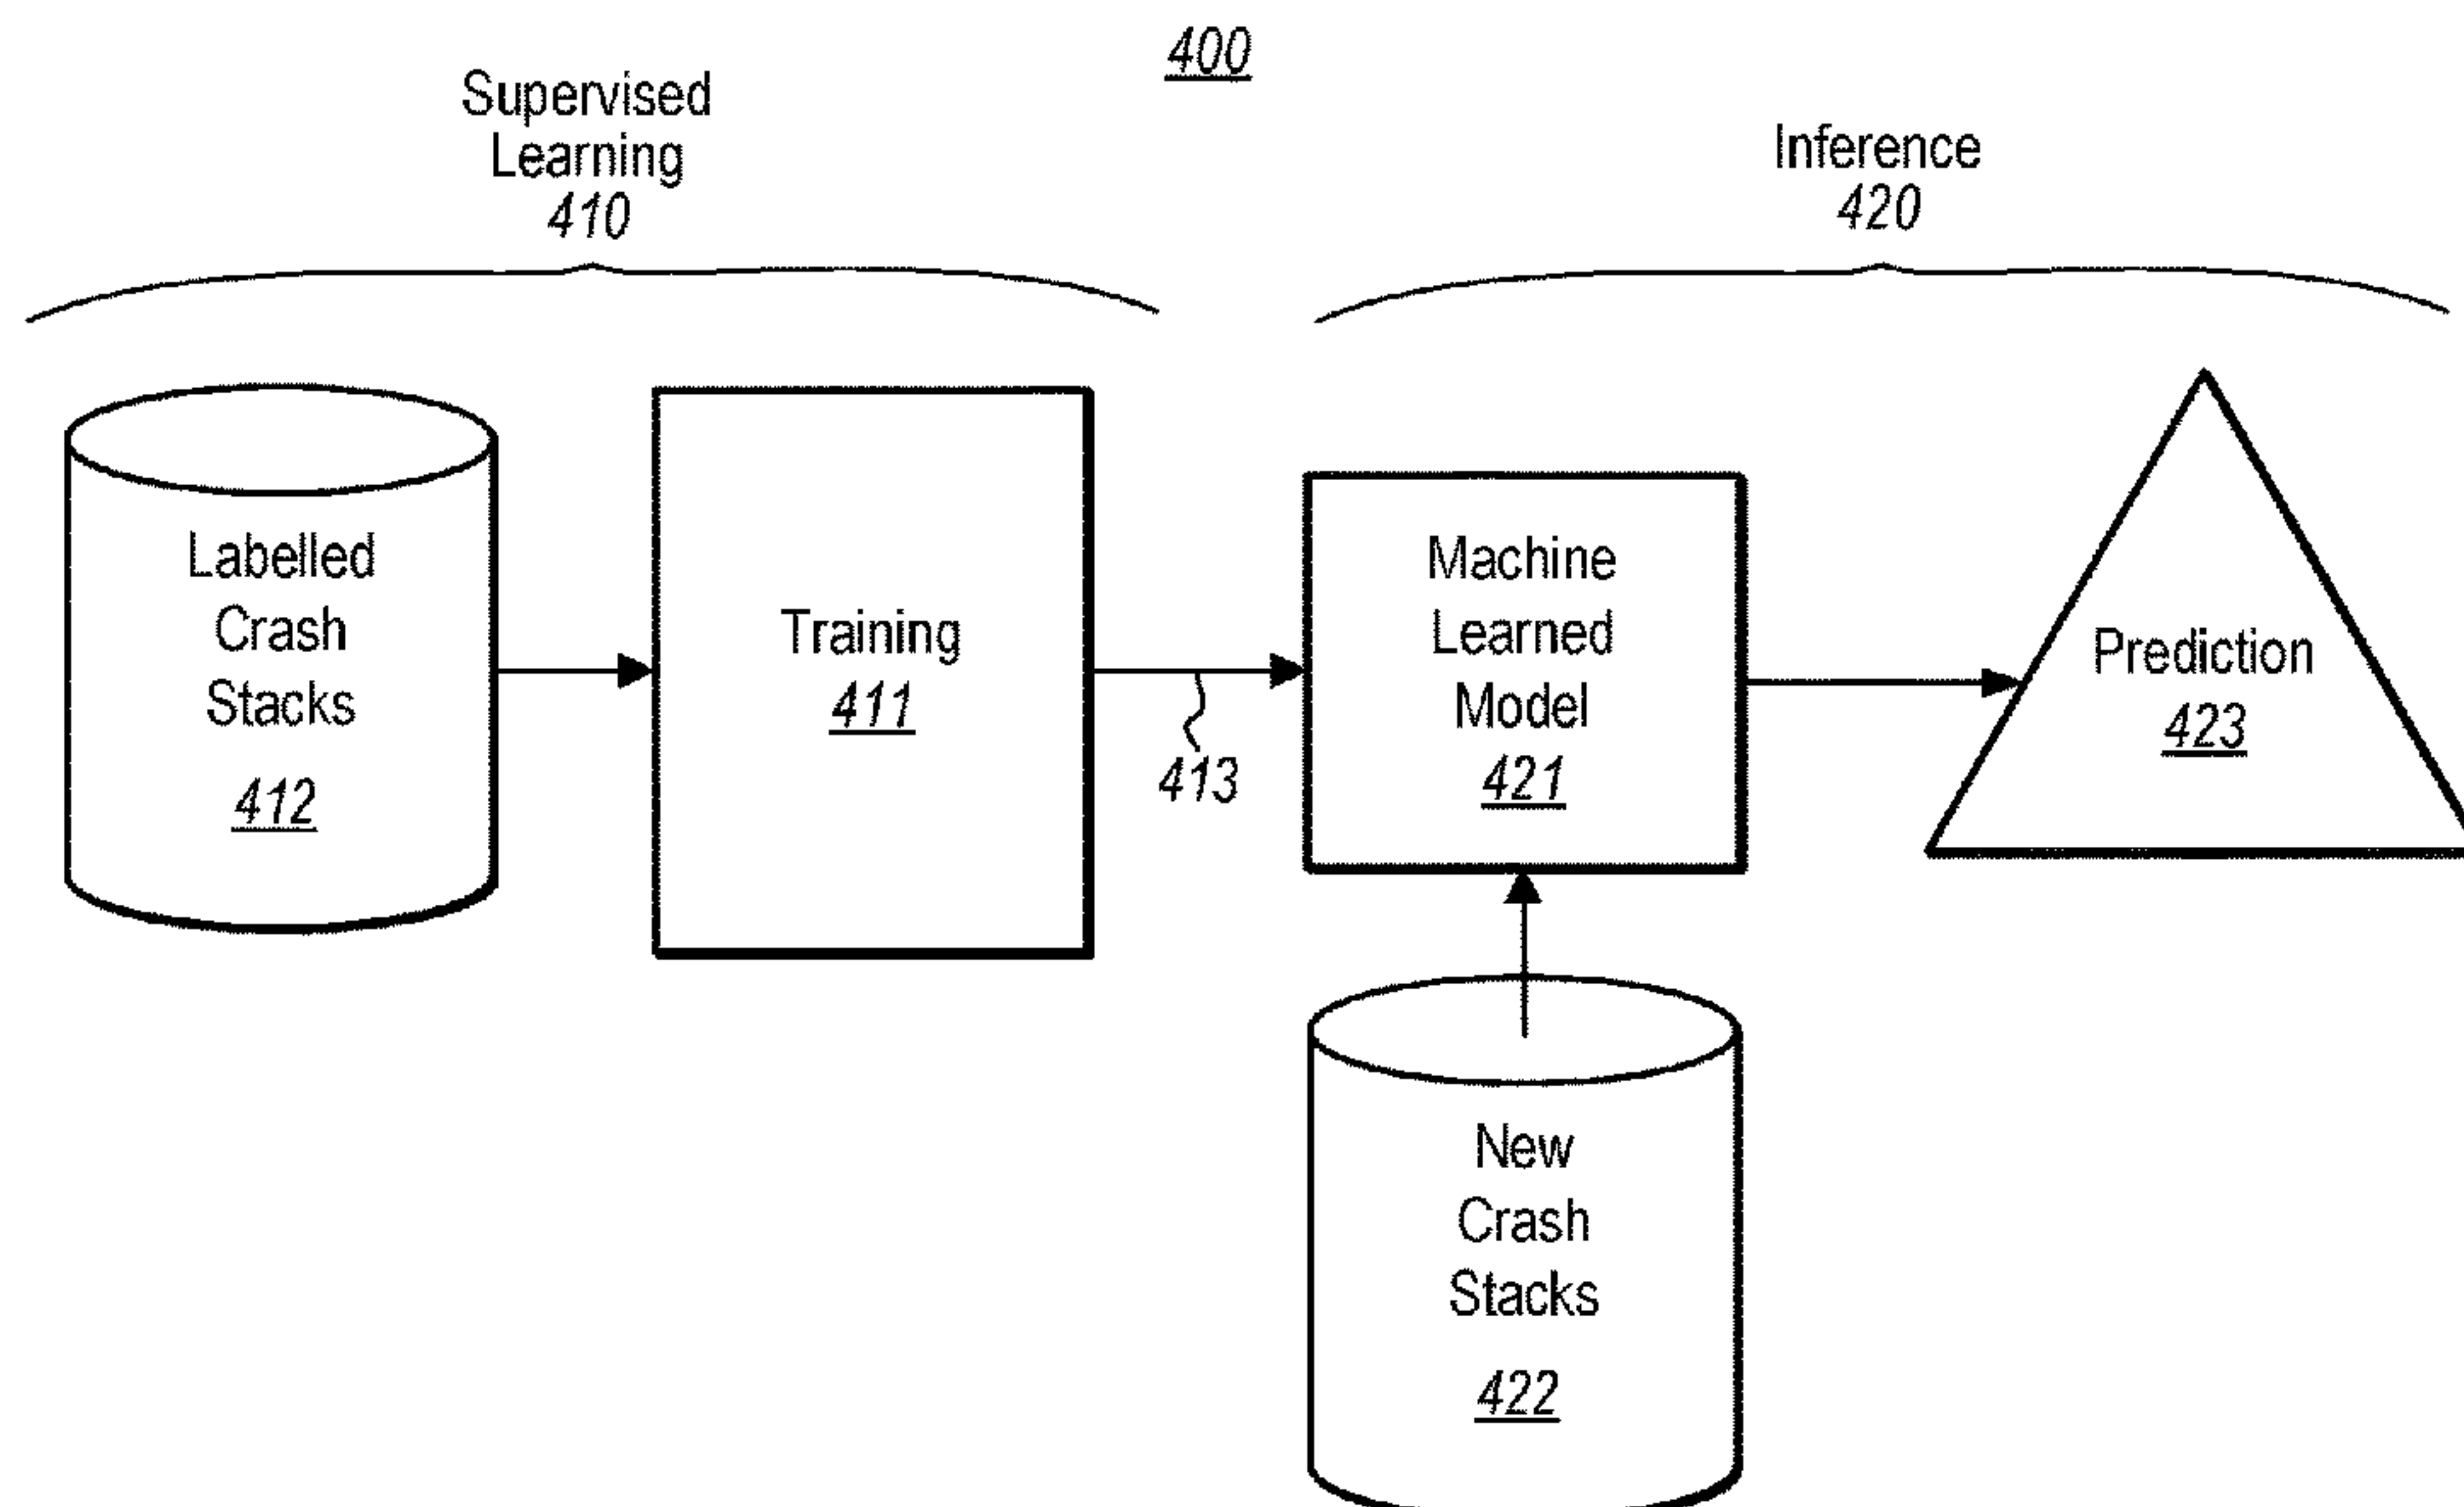 400
Supervised
Learning
410
Inference
420
Labelled
Crash
Stacks
412
Training
411
413
Machine
Learned
Model
421
Prediction
423
New
Crash
Stacks
422